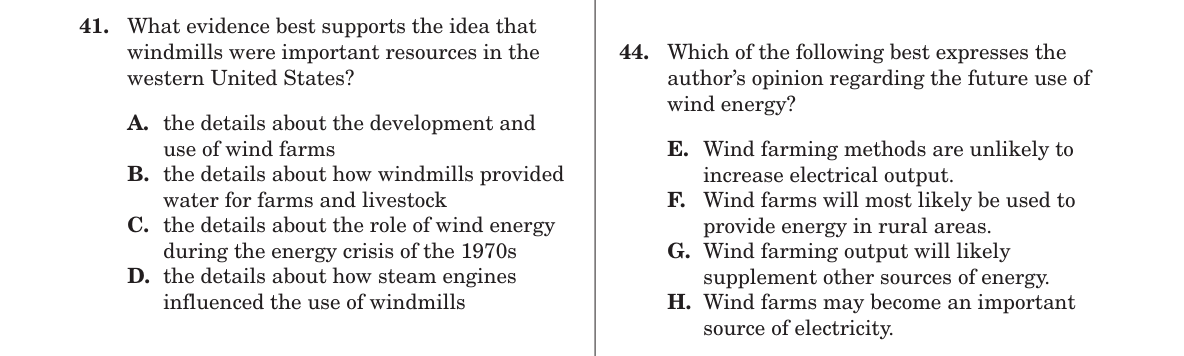 41. What evidence best supports the idea that
windmills were important resources in the
western United States?
A. the details about the development and
use of wind farms
B. the details about how windmills provided
water for farms and livestock
C. the details about the role of wind energy
during the energy crisis of the 1970s
D. the details about how steam engines
influenced the use of windmills
44. Which of the following best expresses the
author’s opinion regarding the future use of
wind energy?
E. Wind farming methods are unlikely to
increase electrical output.
F. Wind farms will most likely be used to
provide energy in rural areas.
G. Wind farming output will likely
supplement other sources of energy.
H. Wind farms may become an important
source of electricity.